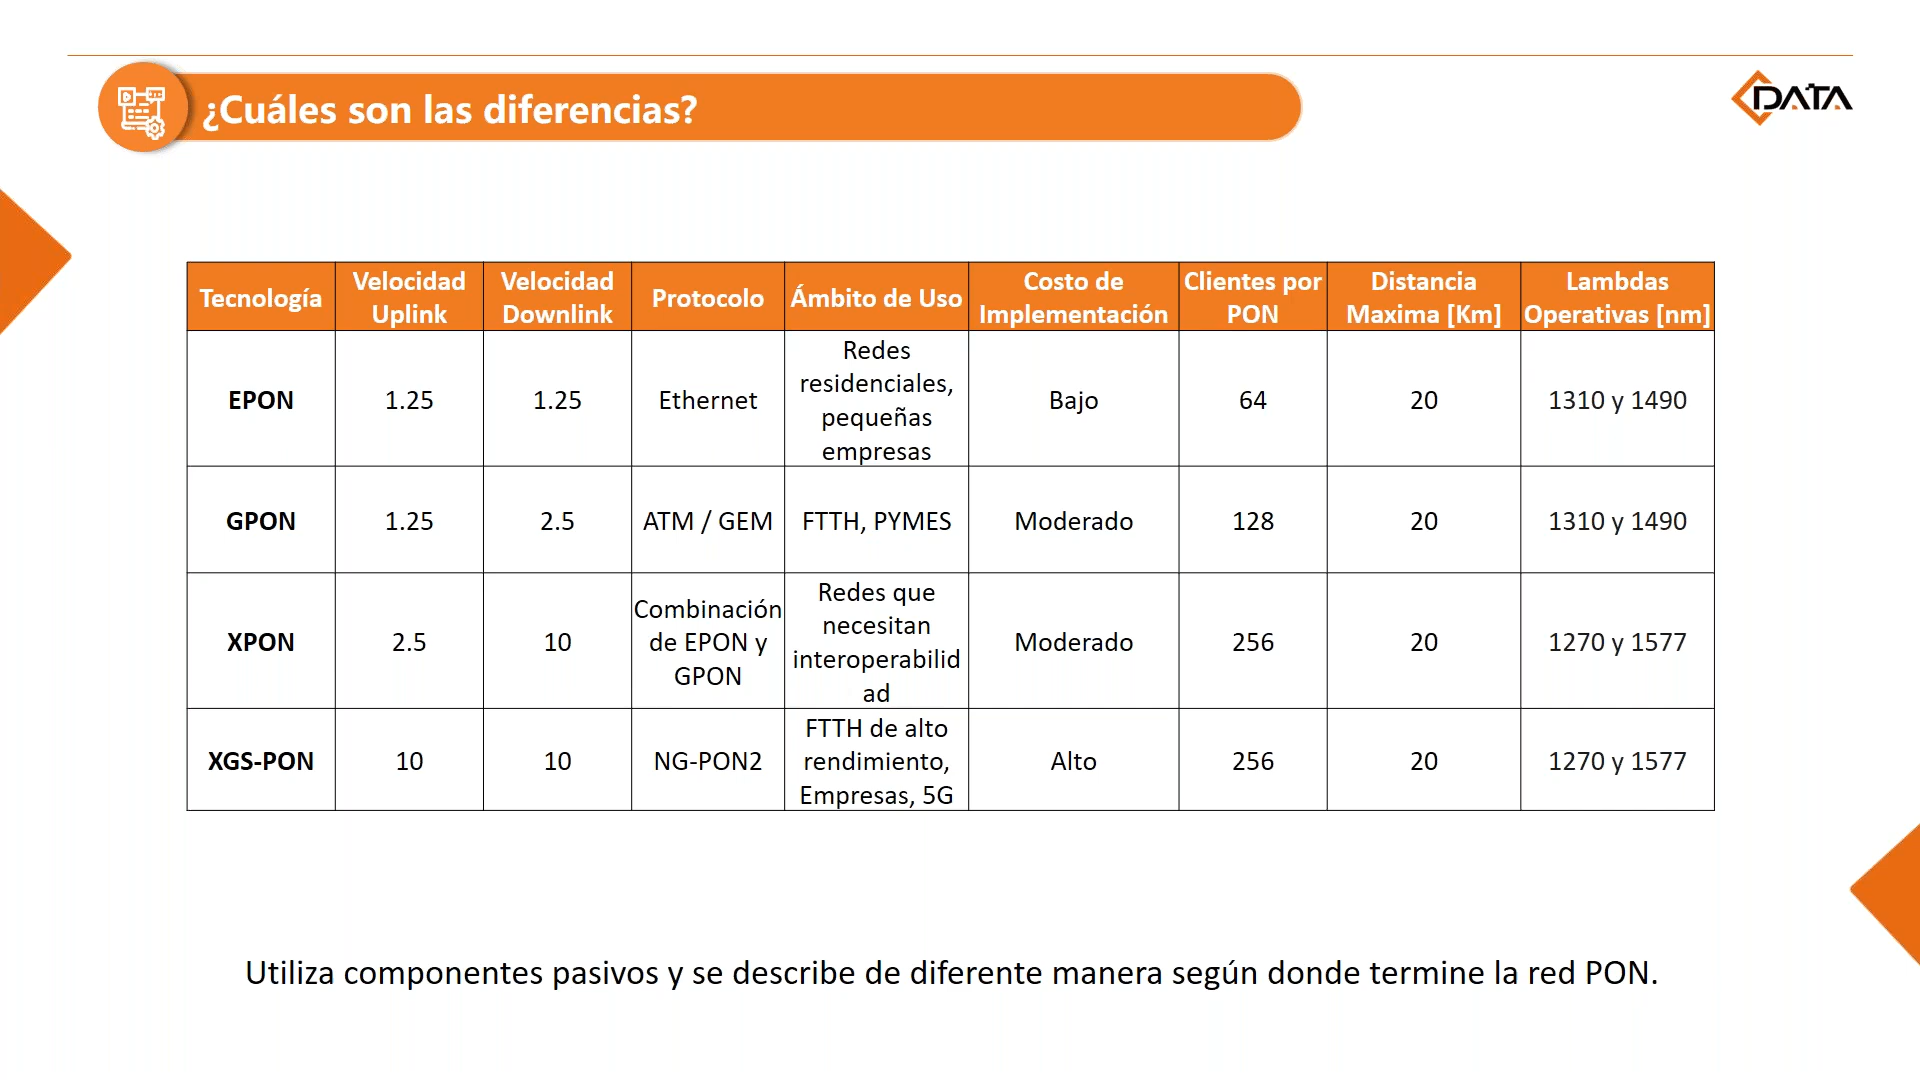 ¿Cuáles son las diferencias?
DATA
Tecnología
Velocidad
Uplink
Velocidad
Downlink
Protocolo
Ámbito de Uso
Costo de
Implementación
Clientes por
PON
Distancia
Maxima [Km]
Lambdas
Operativas [nm]
EPON
1.25
1.25
Ethernet
Redes
residenciales,
pequeñas
empresas
Bajo
64
20
1310 y 1490
GPON
1.25
2.5
ATM / GEM
FTTH, PYMES
Moderado
128
20
1310 y 1490
XPON
2.5
10
Combinación
de EPON y
GPON
Redes que
necesitan
interoperabilid
ad
Moderado
256
20
1270 y 1577
XGS-PON
10
10
NG-PON2
FTTH de alto
rendimiento,
Empresas, 5G
Alto
256
20
1270 y 1577
Utiliza componentes pasivos y se describe de diferente manera según donde termine la red PON.